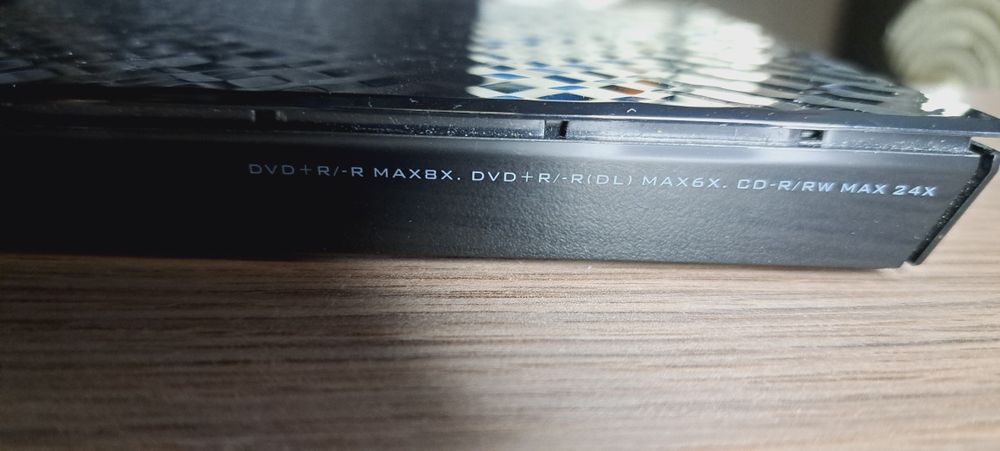 DVD+R/-R MAX8X. DVD+R/-R(DL) MAX6X. CD-R/RW MAX 24X